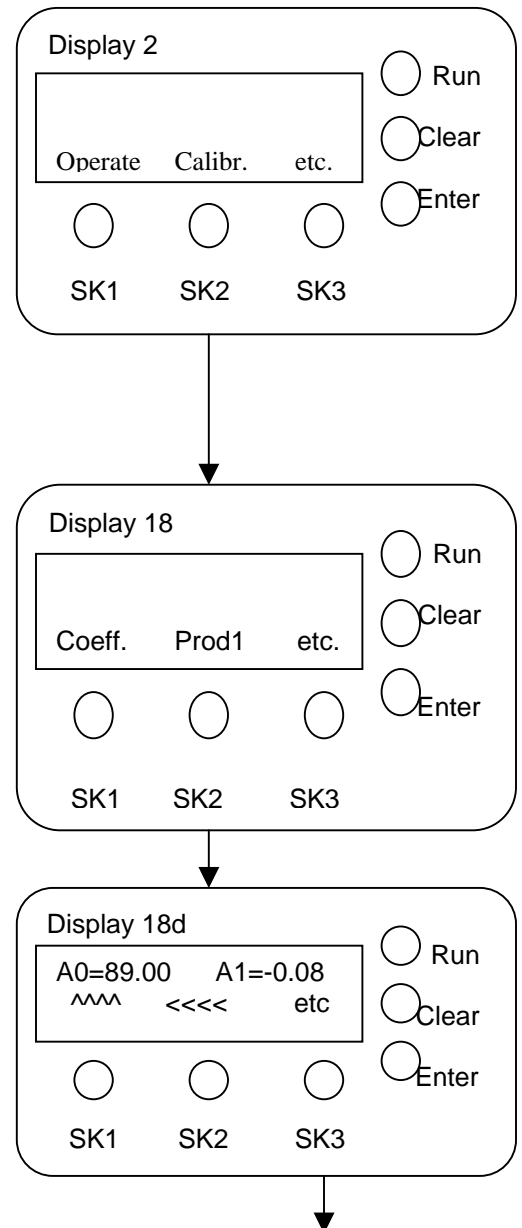 Display 2
Run
Clear
Operate Calibr. etc.
Enter
SK1 SK2 SK3
Display 18
Run
Clear
Coeff. Prod1 etc.
Enter
SK1 SK2 SK3
Display 18d
Run
A0=89.00 A1=-0.08
^^^^ <<<< etc
Clear
Enter
SK1 SK2 SK3